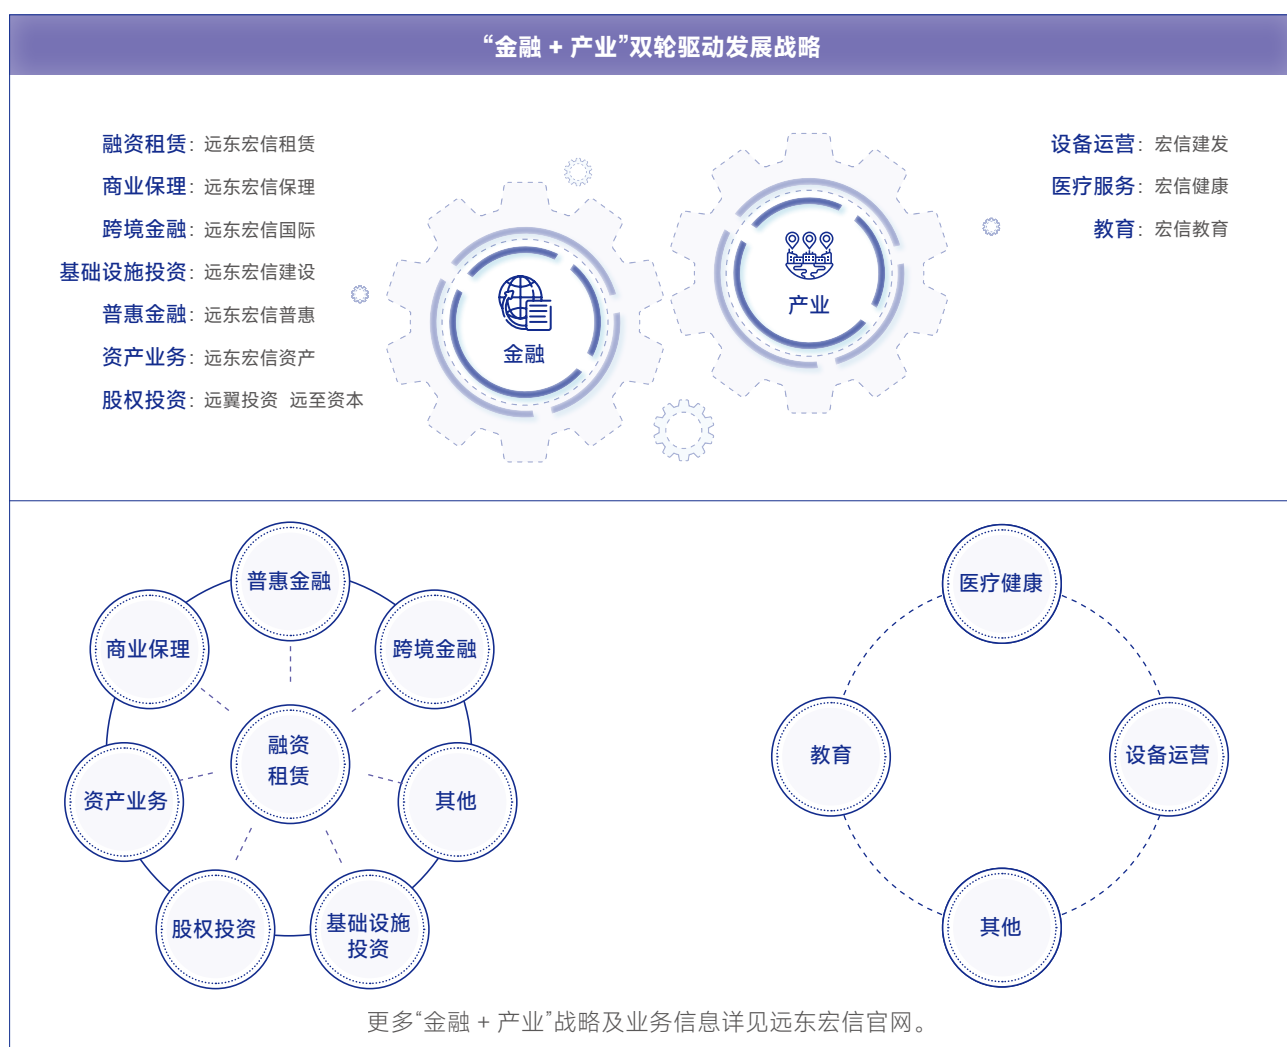 “金融 + 产业”双轮驱动发展战略
融资租赁：远东宏信租赁
商业保理：远东宏信保理
跨境金融：远东宏信国际
基础设施投资：远东宏信建设
普惠金融：远东宏信普惠
资产业务：远东宏信资产
股权投资：远翼投资 远至资本
金融
产业
设备运营：宏信建发
医疗服务：宏信健康
教育：宏信教育
普惠金融
商业保理
跨境金融
融资
租赁
资产业务
其他
股权投资
基础设施
投资
医疗健康
教育
设备运营
其他
更多“金融 + 产业”战略及业务信息详见远东宏信官网。